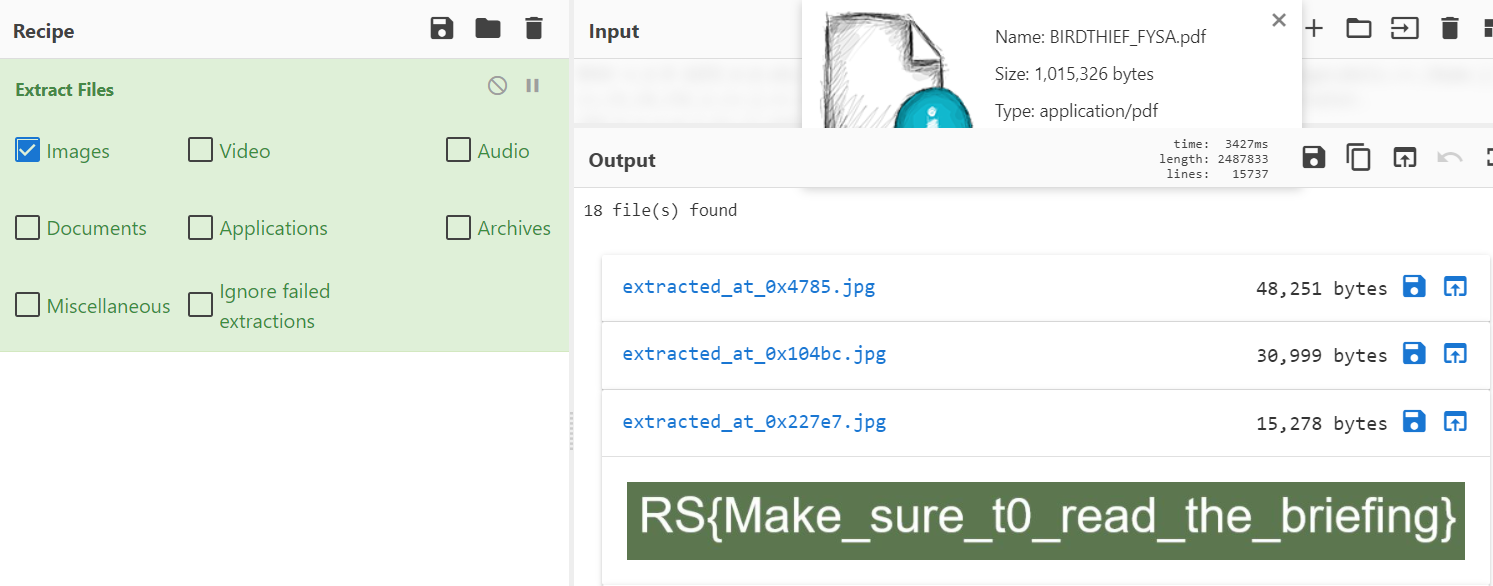 Recipe
Extract Files
Images
Video
Audio
Documents
Applications
Archives
Miscellaneous
Ignore failed
extractions
Input
Name: BIRDTHIEF_FYSA.pdf
Size: 1,015,326 bytes
Type: application/pdf
Output
time: 3427ms
length: 2487833
lines: 15737
18 file(s) found
extracted_at_0x4785.jpg 48,251 bytes
extracted_at_0x104bc.jpg 30,999 bytes
extracted_at_0x227e7.jpg 15,278 bytes
RS{Make_sure_t0_read_the_briefing}